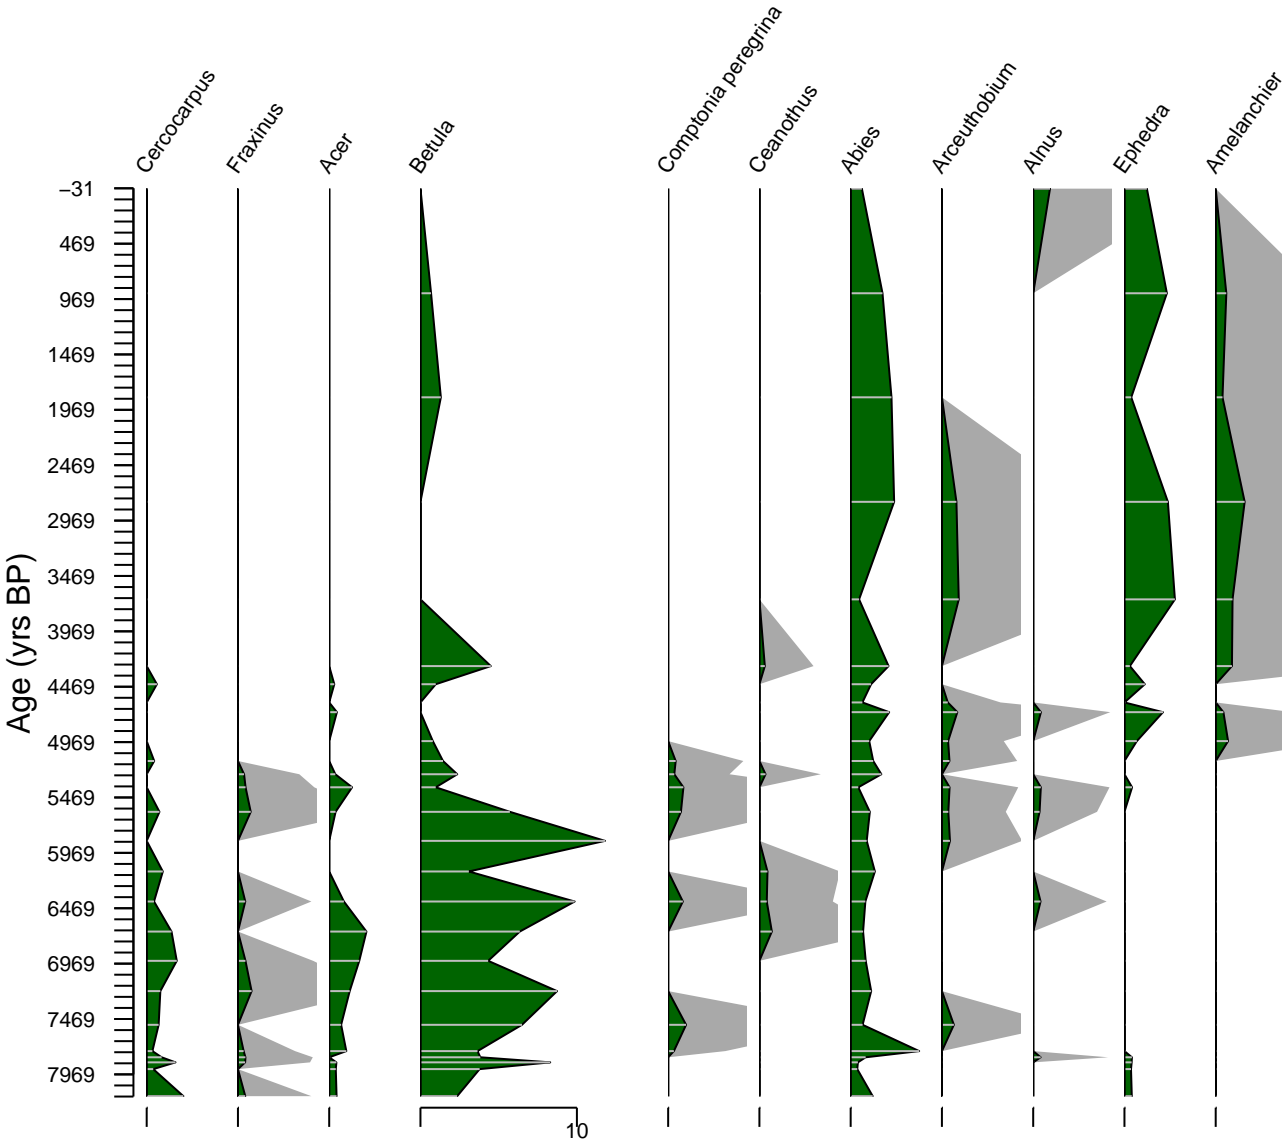 Cercocarpus
Fraxinus
Acer
Betula
Comptonia peregrina
Ceanothus
Abies
Arceuthobium
Alnus
Ephedra
Amelanchier
Age (yrs BP)
−31
469
969
1469
1969
2469
2969
3469
3969
4469
4969
5469
5969
6469
6969
7469
7969
10